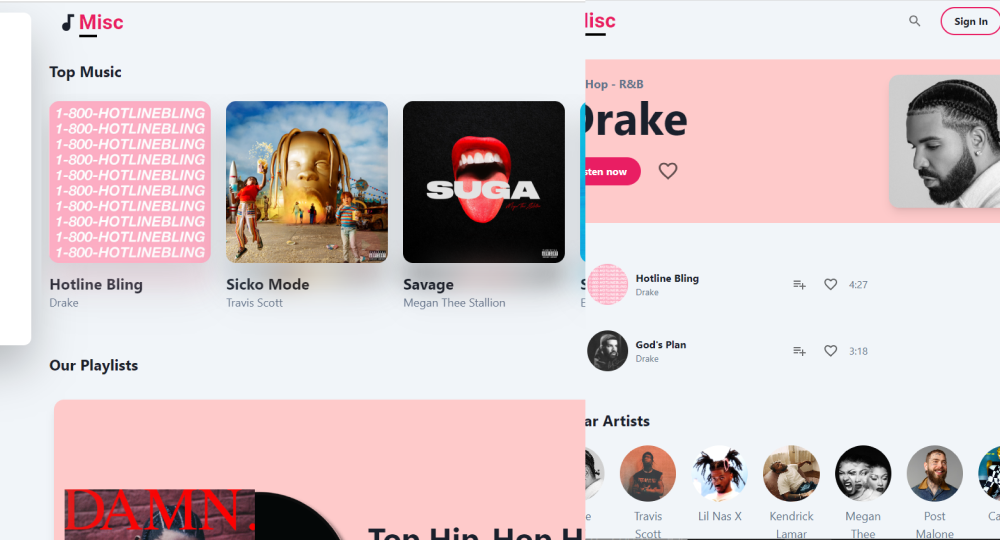 Misc
Top Music
1-800-HOTLINEBLING
1-800-HOTLINEBLING
1-800-HOTLINEBLING
1-800-HOTLINEBLING
1-800-HOTLINEBLING
1-800-HOTLINEBLING
1-800-HOTLINEBLING
1-800-HOTLINEBLING
1-800-HOTLINEBLING
1-800-HOTLINEBLING
SUGA
Hotline Bling
Drake
Sicko Mode
Travis Scott
Savage
Megan Thee Stallion
S
E
Our Playlists
DAMN.
Top Hip-Hop H
lisc
Sign In
Hop - R&B
Drake
sten now
Hotline Bling
Drake
4:27
God's Plan
Drake
3:18
ar Artists
e
Travis
Scott
Lil Nas X
Kendrick
Lamar
Megan
Thee
Post
Malone
Ca